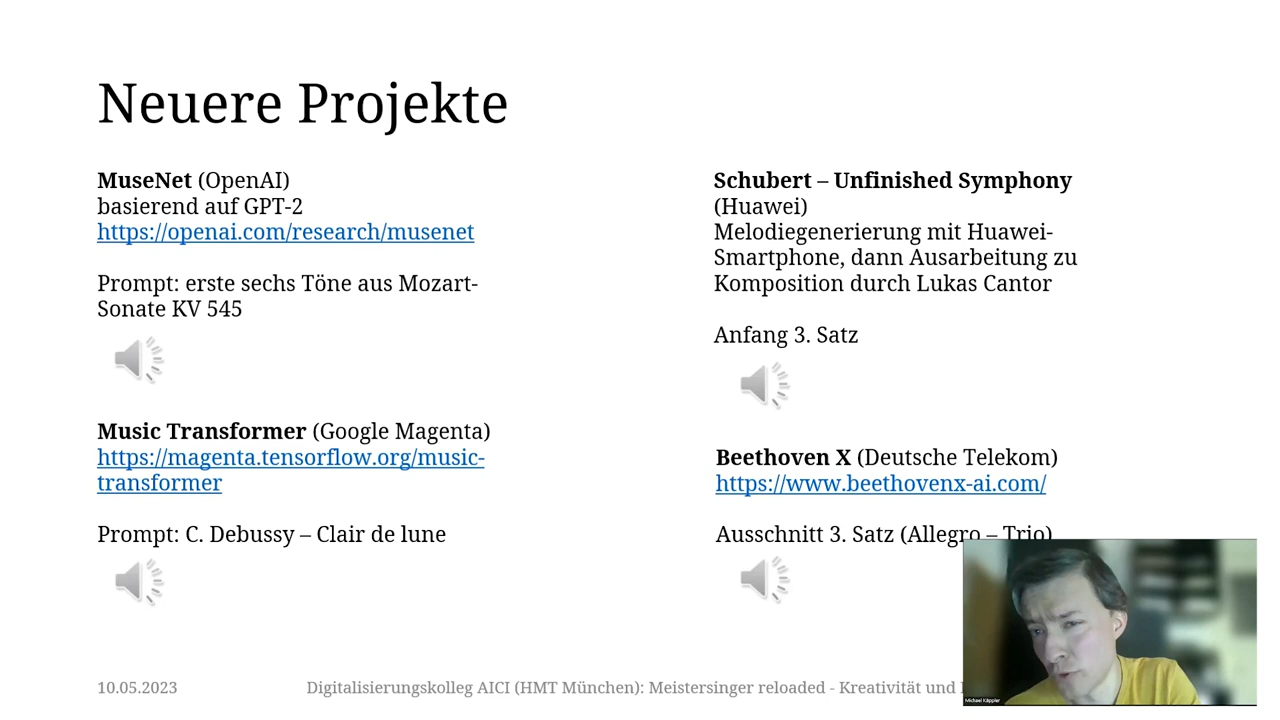 Neuere Projekte
MuseNet (OpenAI)
basierend auf GPT-2
https://openai.com/research/musenet
Prompt: erste sechs Töne aus Mozart-
Sonate KV 545
Music Transformer (Google Magenta)
https://magenta.tensorflow.org/music-
transformer
Prompt: C. Debussy – Clair de lune
Schubert – Unfinished Symphony
(Huawei)
Melodiegenerierung mit Huawei-
Smartphone, dann Ausarbeitung zu
Komposition durch Lukas Cantor
Anfang 3. Satz
Beethoven X (Deutsche Telekom)
https://www.beethovenx-ai.com/
Ausschnitt 3. Satz (Allegro – Trio)
10.05.2023
Digitalisierungskolleg AICI (HMT München): Meistersinger reloaded - Kreativität und
Michael Käppler